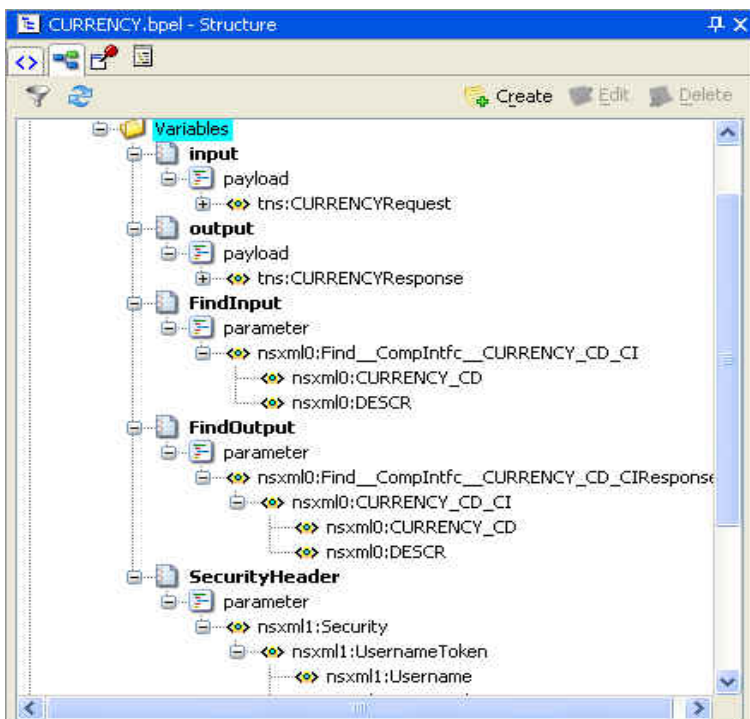 CURRENCY.bpel - Structure
Create Edit Delete
Variables
input
payload
tns:CURRENCYRequest
output
payload
tns:CURRENCYResponse
FindInput
parameter
nsxml0:Find__CompIntfc__CURRENCY_CD_CI
nsxml0:CURRENCY_CD
nsxml0:DESCR
FindOutput
parameter
nsxml0:Find__CompIntfc__CURRENCY_CD_CIResponse
nsxml0:CURRENCY_CD_CI
nsxml0:CURRENCY_CD
nsxml0:DESCR
SecurityHeader
parameter
nsxml1:Security
nsxml1:UsernameToken
nsxml1:Username